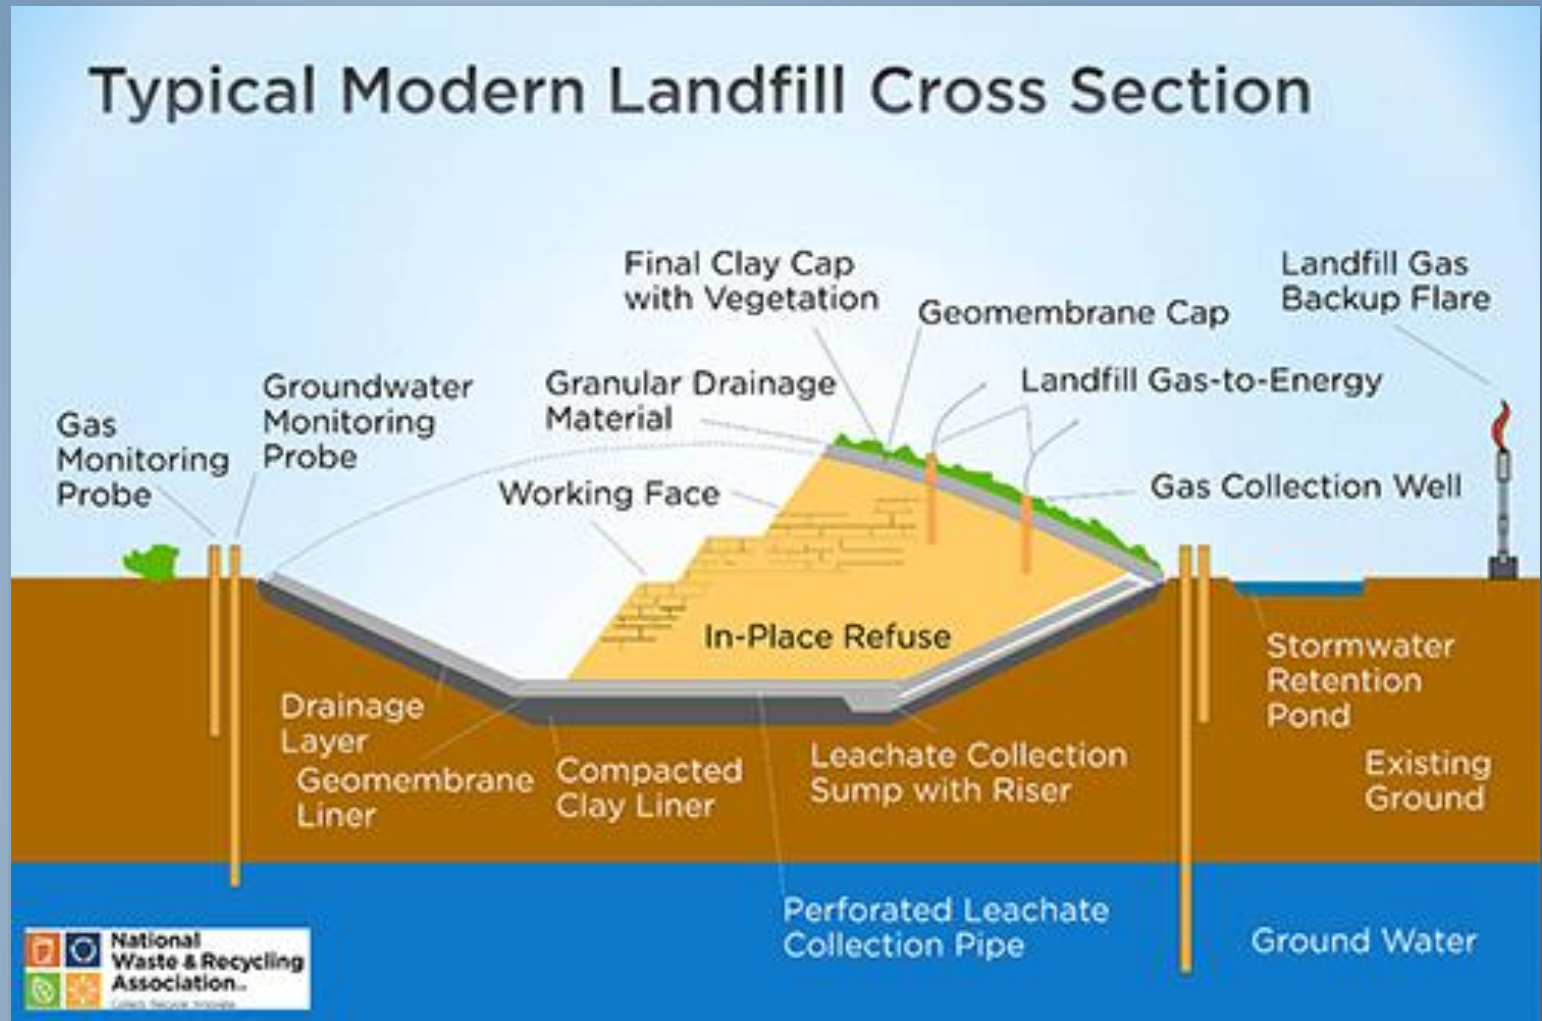 Typical Modern Landfill Cross Section
Final Clay Cap
with Vegetation
Geomembrane Cap
Landfill Gas
Backup Flare
Granular Drainage
Material
Landfill Gas-to-Energy
Groundwater
Monitoring
Probe
Gas
Monitoring
Probe
Working Face
Gas Collection Well
In-Place Refuse
Drainage
Layer
Geomembrane
Liner
Compacted
Clay Liner
Leachate Collection
Sump with Riser
Stormwater
Retention
Pond
Existing
Ground
Perforated Leachate
Collection Pipe
Ground Water
National
Waste & Recycling
Association
Collect. Recycle. Innovate.